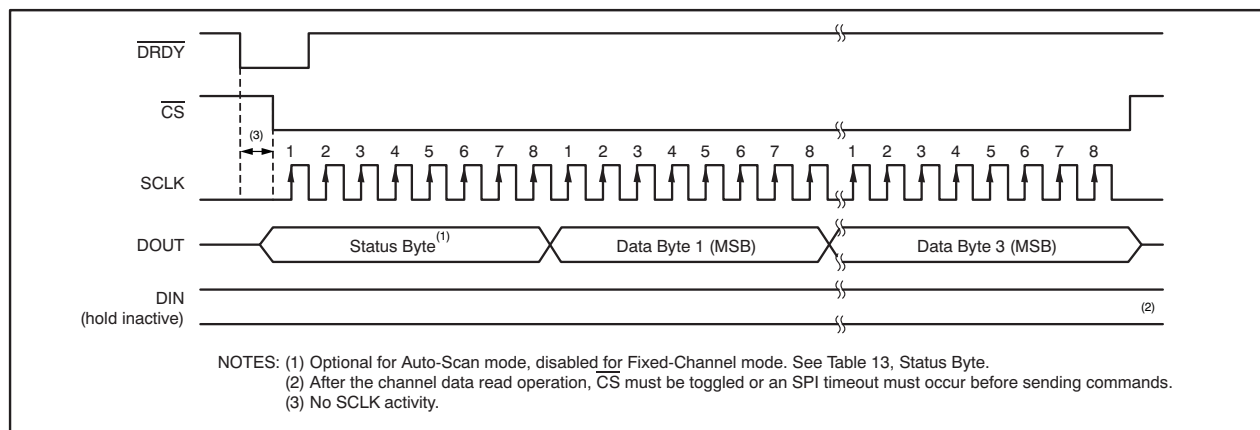 DRDY
CS
(3)
1 2 3 4 5 6 7 8 1 2 3 4 5 6 7 8 1 2 3 4 5 6 7 8
SCLK
DOUT Status Byte(1) Data Byte 1 (MSB) Data Byte 3 (MSB)
DIN
(hold inactive)
(2)
NOTES: (1) Optional for Auto-Scan mode, disabled for Fixed-Channel mode. See Table 13, Status Byte.
(2) After the channel data read operation, CS must be toggled or an SPI timeout must occur before sending commands.
(3) No SCLK activity.